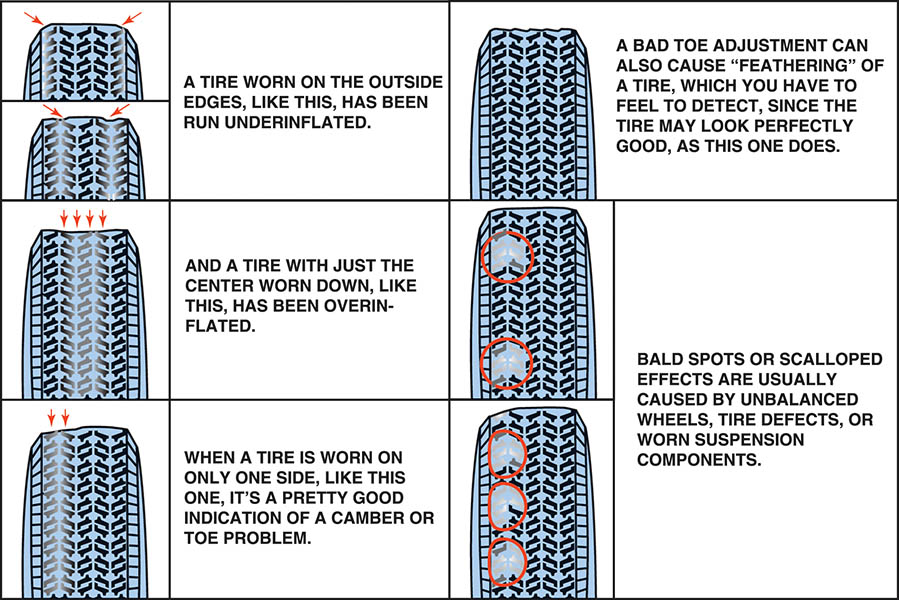 A TIRE WORN ON THE OUTSIDE
EDGES, LIKE THIS, HAS BEEN
RUN UNDERINFLATED.
A BAD TOE ADJUSTMENT CAN
ALSO CAUSE “FEATHERING” OF
A TIRE, WHICH YOU HAVE TO
FEEL TO DETECT, SINCE THE
TIRE MAY LOOK PERFECTLY
GOOD, AS THIS ONE DOES.
AND A TIRE WITH JUST THE
CENTER WORN DOWN, LIKE
THIS, HAS BEEN OVERIN-
FLATED.
BALD SPOTS OR SCALLOPED
EFFECTS ARE USUALLY
CAUSED BY UNBALANCED
WHEELS, TIRE DEFECTS, OR
WORN SUSPENSION
COMPONENTS.
WHEN A TIRE IS WORN ON
ONLY ONE SIDE, LIKE THIS
ONE, IT’S A PRETTY GOOD
INDICATION OF A CAMBER OR
TOE PROBLEM.